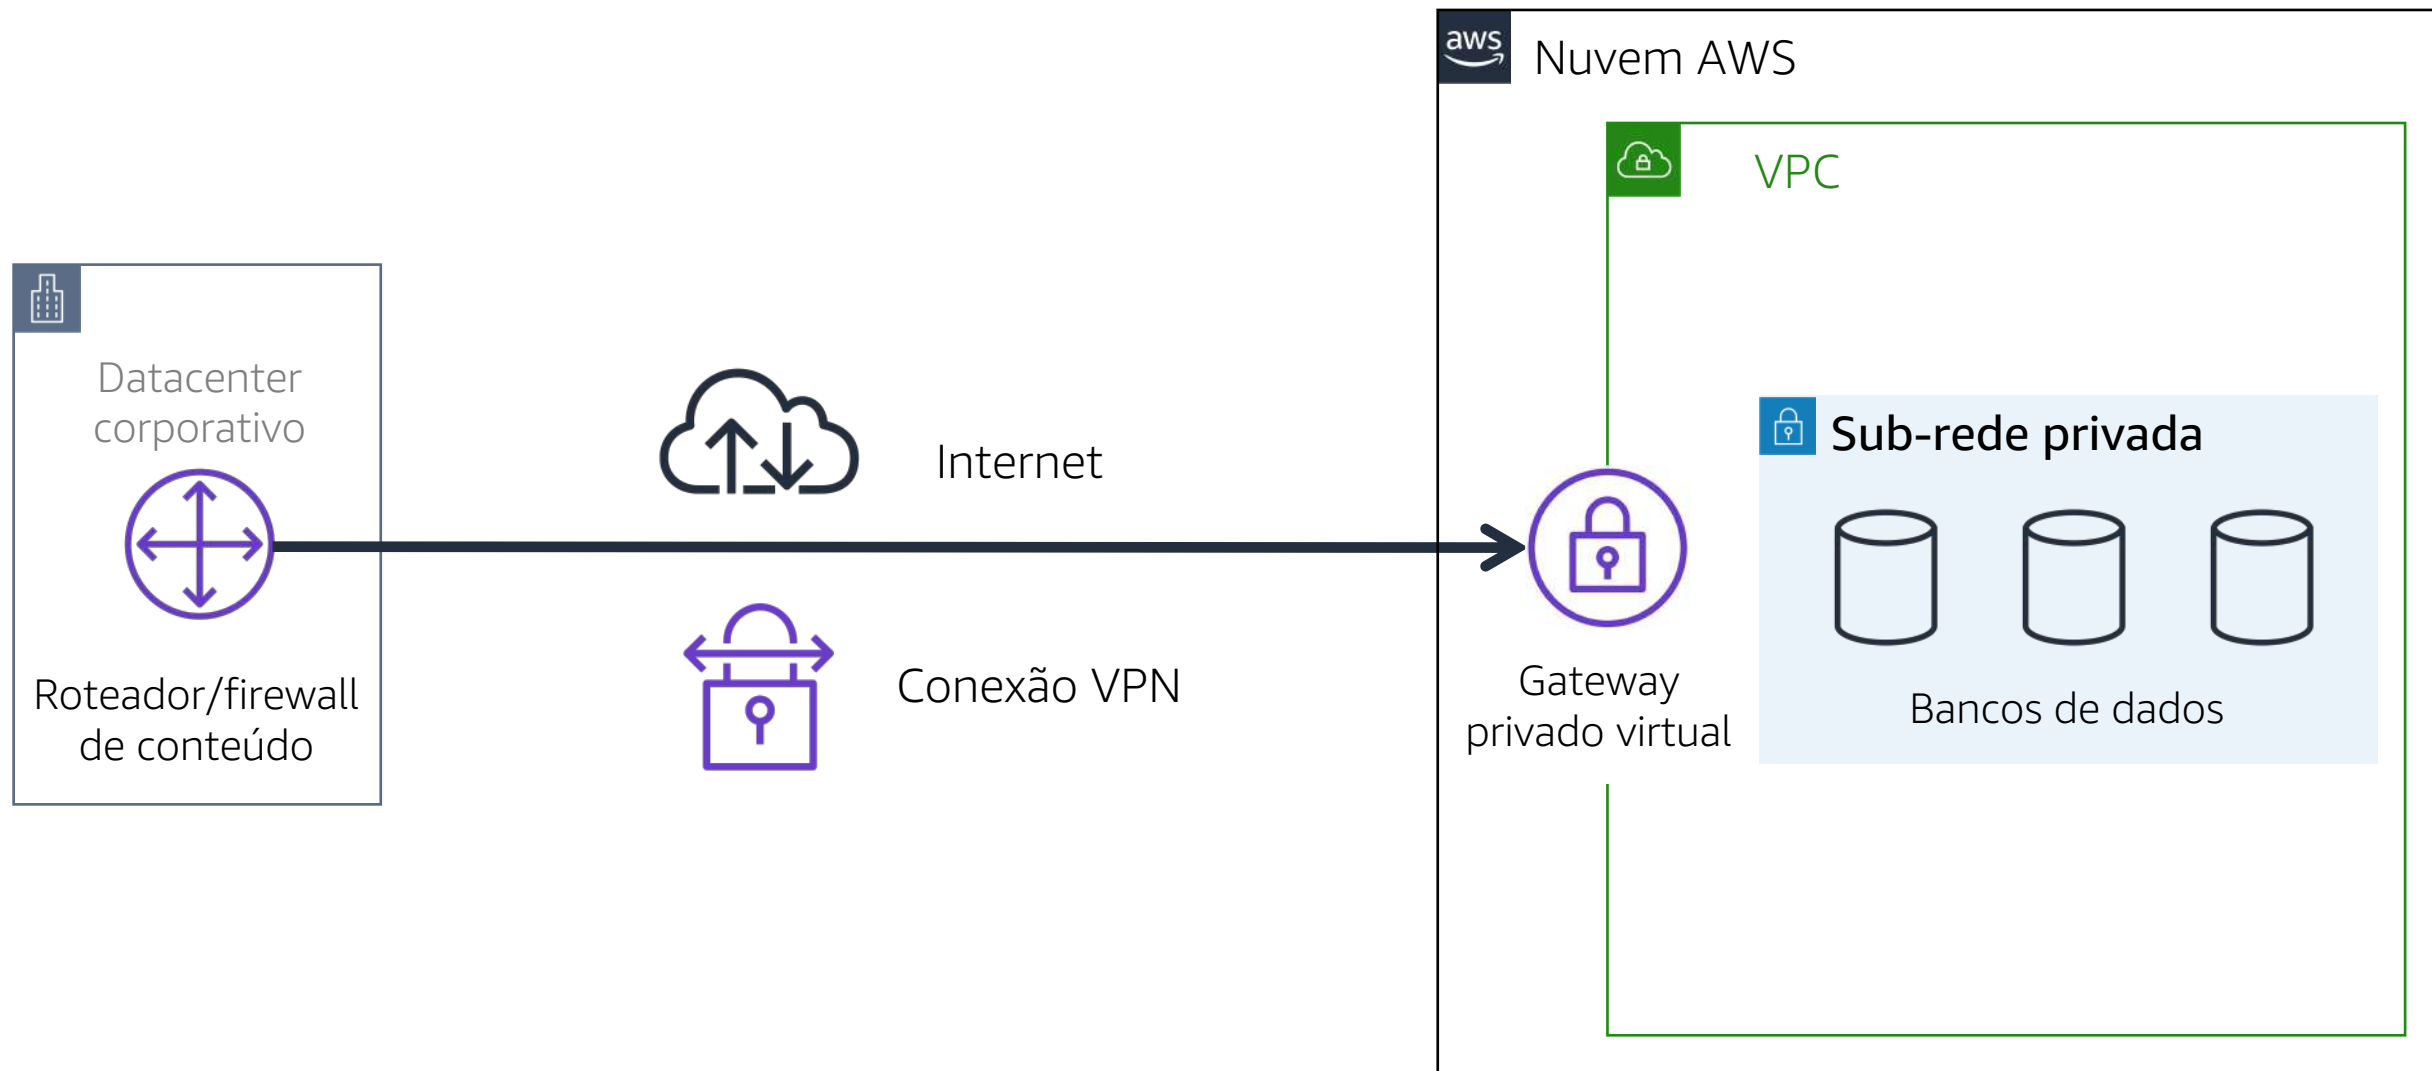 aws
Nuvem AWS
VPC
Datacenter
corporativo
Roteador/firewall
de conteúdo
Internet
Conexão VPN
Gateway
privado virtual
Sub-rede privada
Bancos de dados